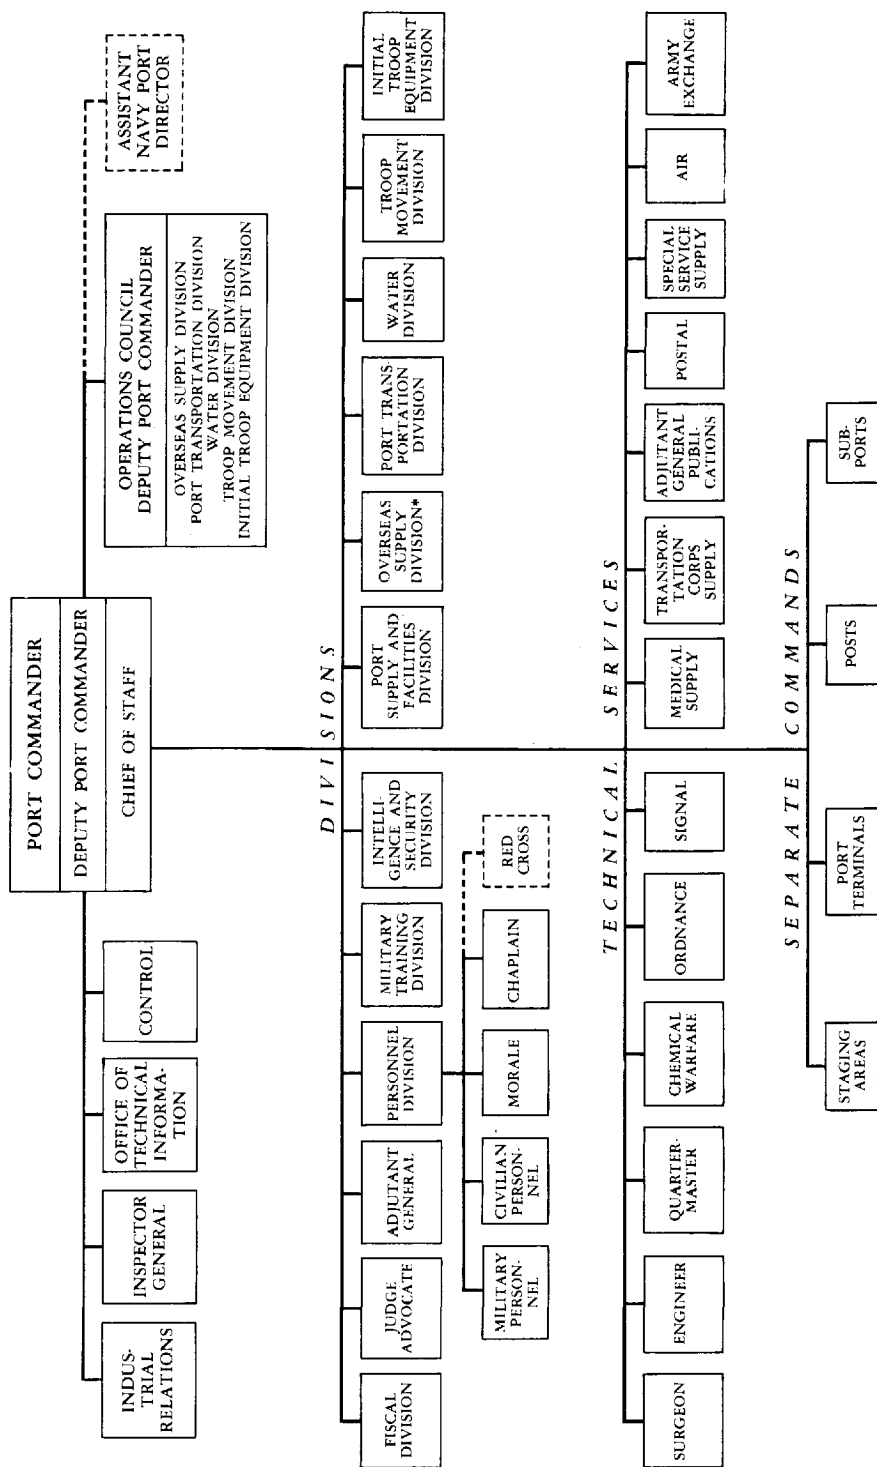 PORT COMMANDER
DEPUTY PORT COMMANDER
CHIEF OF STAFF
INDUS-
TRIAL
RELATIONS
INSPECTOR
GENERAL
OFFICE OF
TECHNICAL
INFORMA-
TION
CONTROL
OPERATIONS COUNCIL
DEPUTY PORT COMMANDER
OVERSEAS SUPPLY DIVISION
PORT TRANSPORTATION DIVISION
WATER DIVISION
TROOP MOVEMENT DIVISION
INITIAL TROOP EQUIPMENT DIVISION
ASSISTANT
NAVY PORT
DIRECTOR
DIVISIONS
FISCAL
DIVISION
JUDGE
ADVOCATE
ADJUTANT
GENERAL
PERSONNEL
DIVISION
MILITARY
TRAINING
DIVISION
INTELLI-
GENCE AND
SECURITY
DIVISION
PORT
SUPPLY AND
FACILITIES
DIVISION
OVERSEAS
SUPPLY
DIVISION*
PORT TRANS-
PORTATION
DIVISION
WATER
DIVISION
TROOP
MOVEMENT
DIVISION
INITIAL
TROOP
EQUIPMENT
DIVISION
MILITARY
PERSON-
NEL
CIVILIAN
PERSON-
NEL
MORALE
CHAPLAIN
RED
CROSS
TECHNICAL SERVICES
SURGEON
ENGINEER
QUARTER-
MASTER
CHEMICAL
WARFARE
ORDNANCE
SIGNAL
MEDICAL
SUPPLY
TRANSPOR-
TATION
CORPS
SUPPLY
ADJUTANT
GENERAL
PUBLI-
CATIONS
POSTAL
SPECIAL
SERVICE
SUPPLY
AIR
ARMY
EXCHANGE
SEPARATE COMMANDS
STAGING
AREAS
PORT
TERMINALS
POSTS
SUB-
PORTS